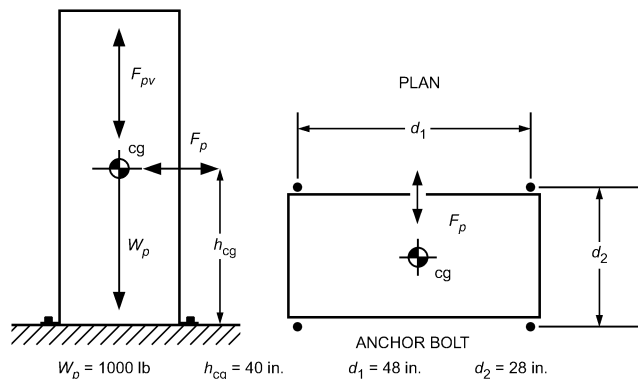 F_pv
cg
F_p
W_p
h_cg
PLAN
d_1
F_p
cg
d_2
ANCHOR BOLT
W_p = 1000 lb h_cg = 40 in. d_1 = 48 in. d_2 = 28 in.